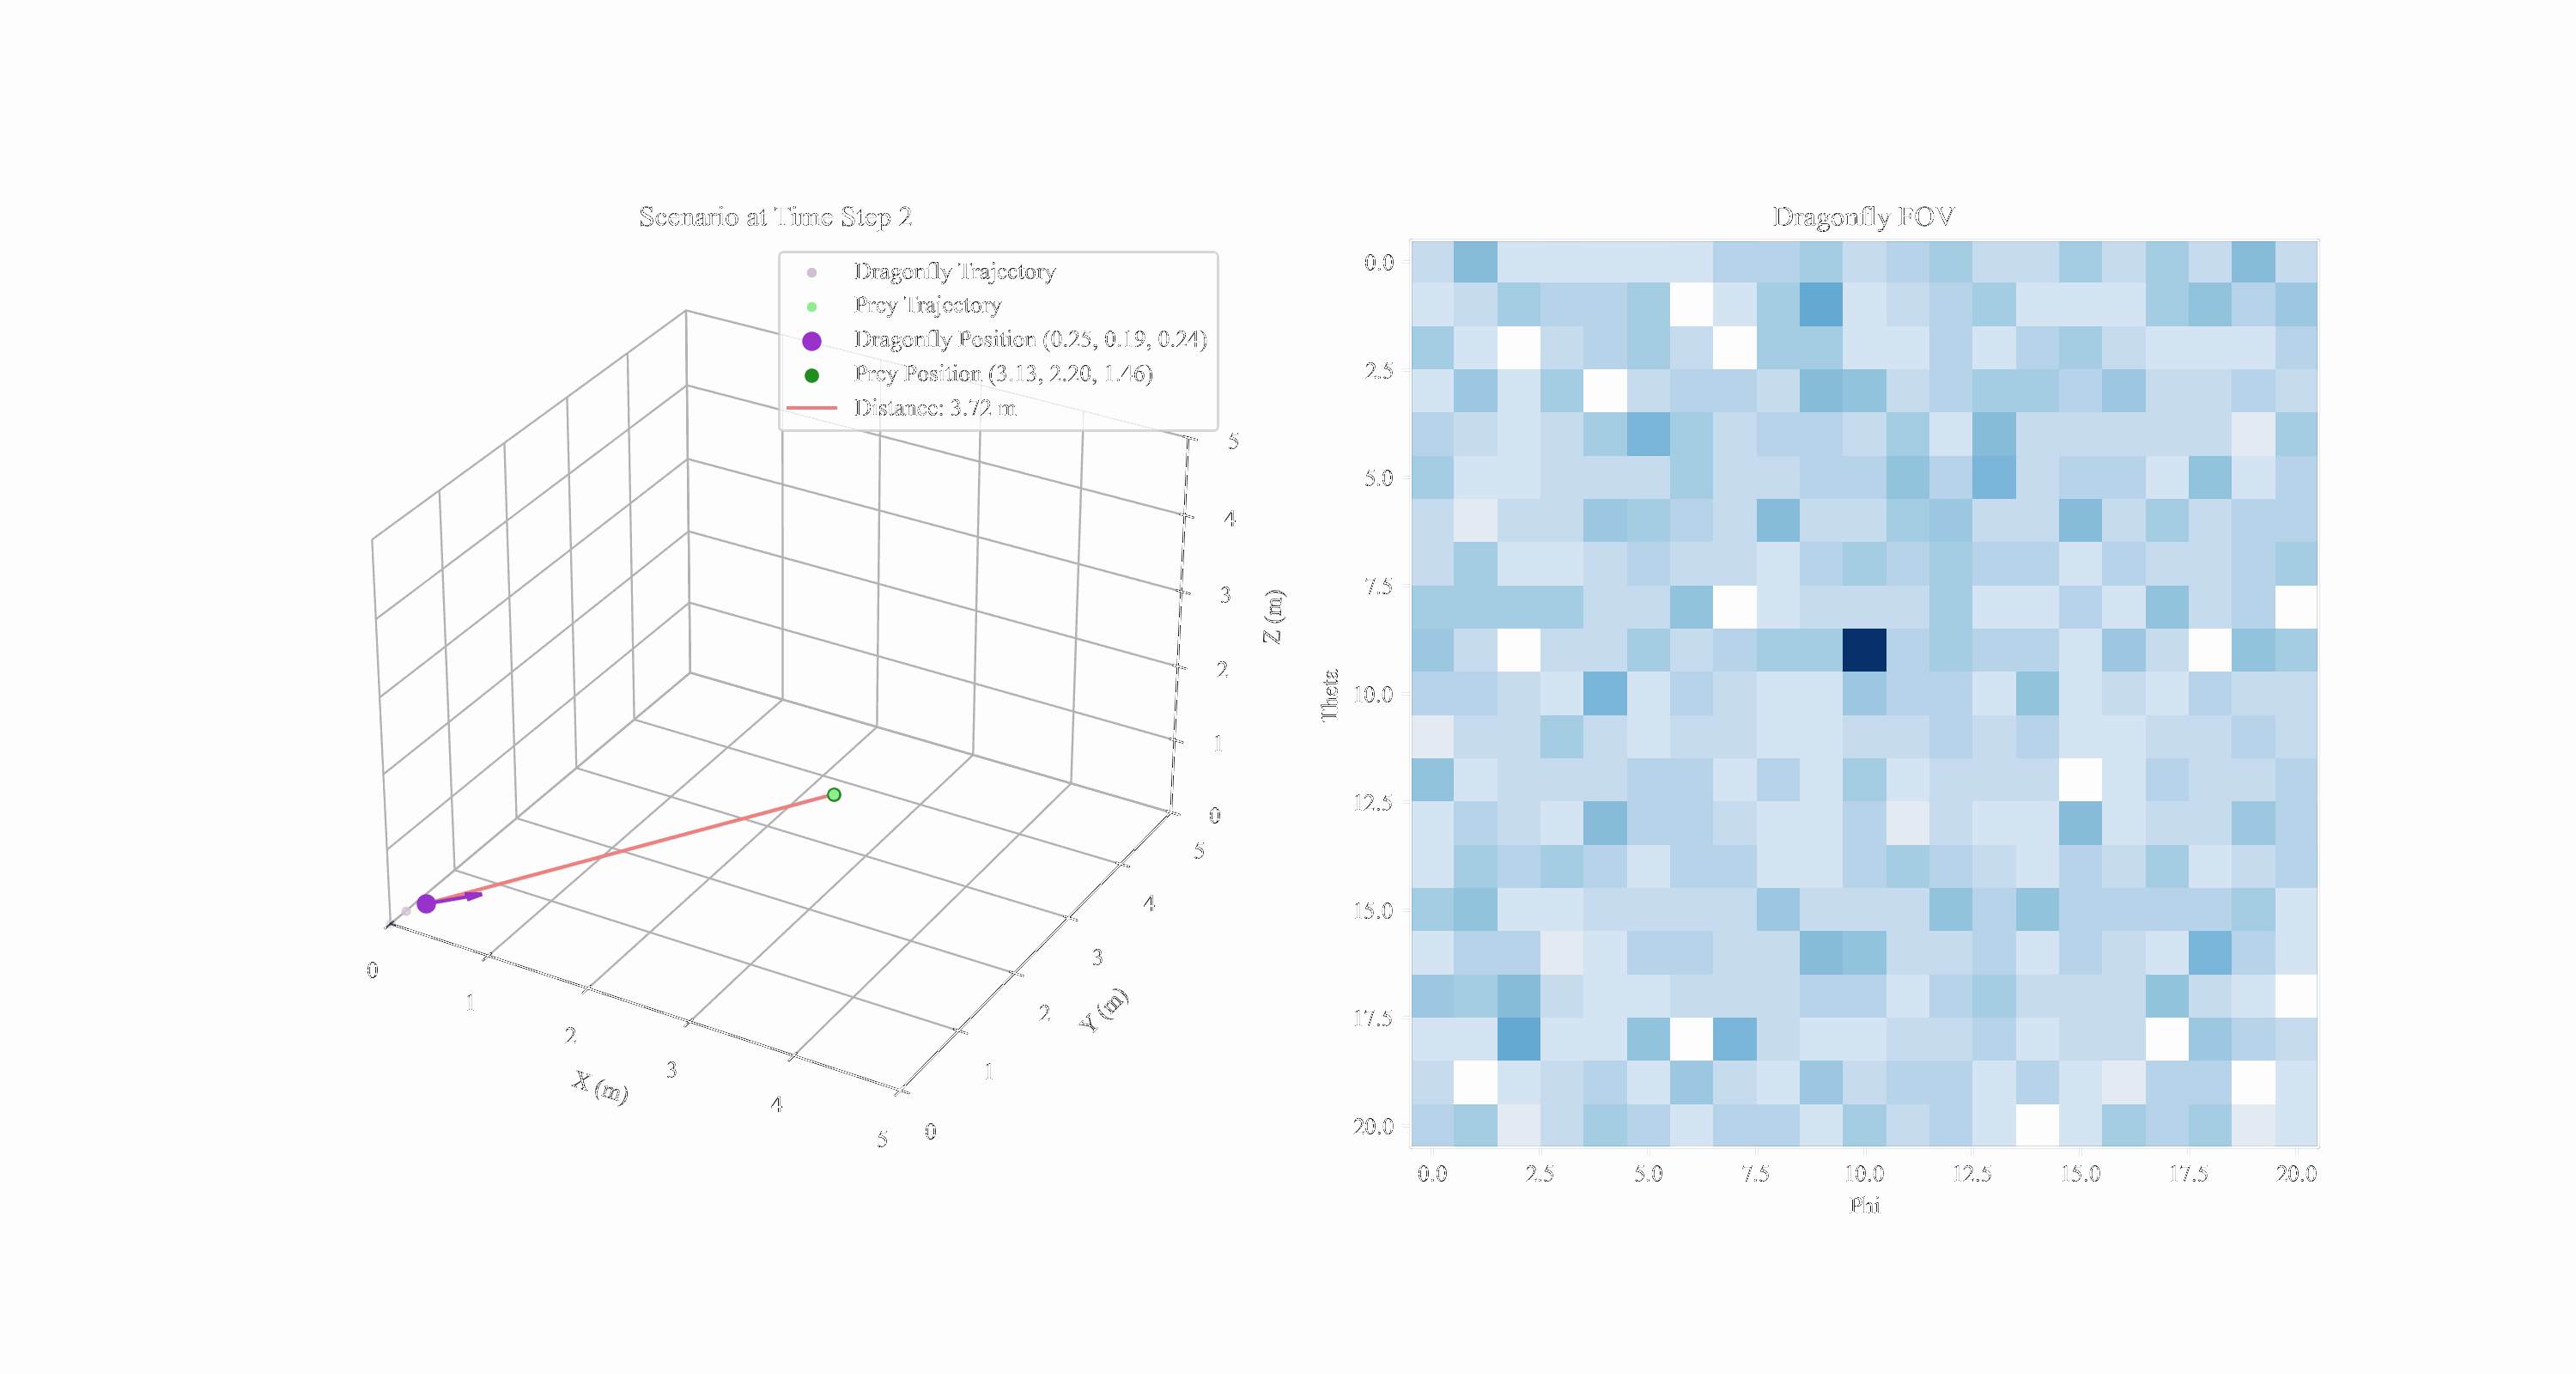 Scenario at Time Step 2
Dragonfly Trajectory
Prey Trajectory
Dragonfly Position (0.25, 0.19, 0.24)
Prey Position (3.13, 2.20, 1.46)
Distance: 3.72 m
5
4
3
2
1
0
Z (m)
5
4
3
2
1
0
Y (m)
0
1
2
3
4
5
X (m)
Dragonfly FOV
0.0
2.5
5.0
7.5
10.0
12.5
15.0
17.5
20.0
Theta
0.0 2.5 5.0 7.5 10.0 12.5 15.0 17.5 20.0
Phi